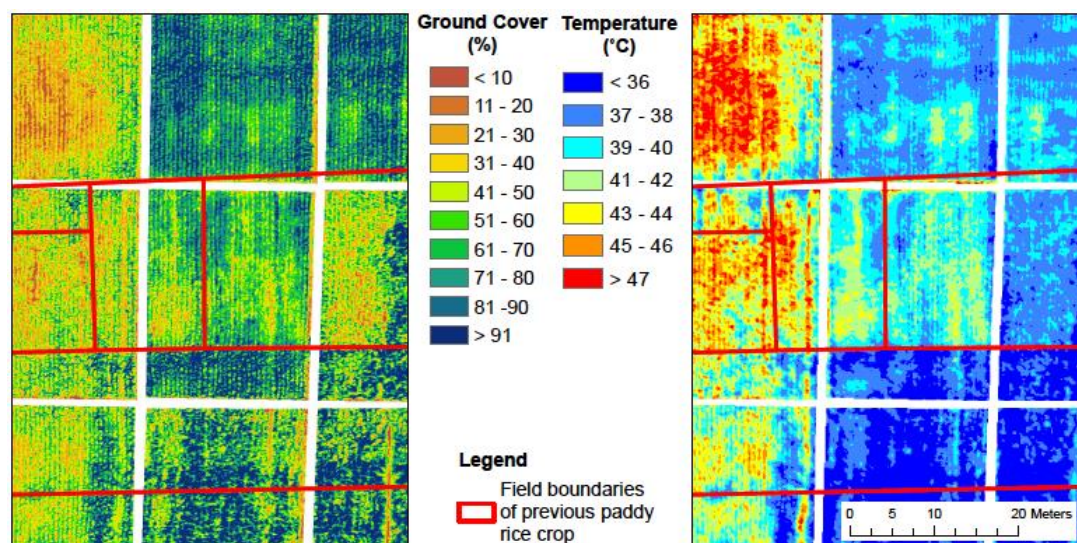 Ground Cover
(%)
< 10
11 - 20
21 - 30
31 - 40
41 - 50
51 - 60
61 - 70
71 - 80
81 -90
> 91
Temperature
(°C)
< 36
37 - 38
39 - 40
41 - 42
43 - 44
45 - 46
> 47
Legend
Field boundaries
of previous paddy
rice crop
0 5 10 20 Meters